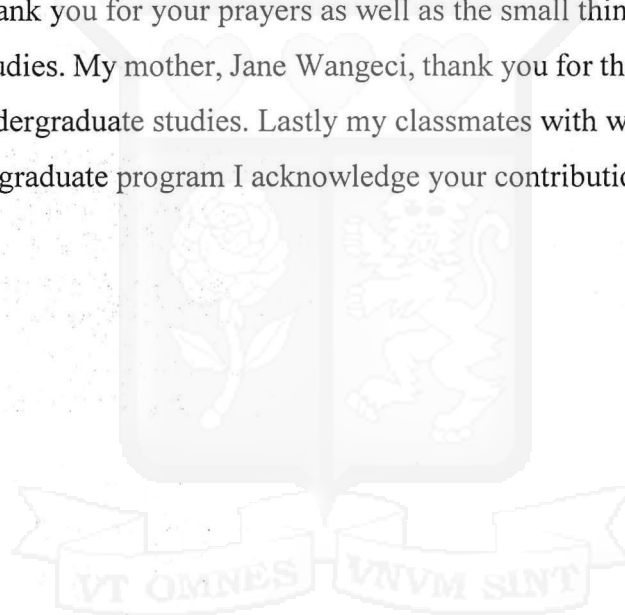 ank you for your prayers as well as the small thin
udies. My mother, Jane Wangeci, thank you for th
dergraduate studies. Lastly my classmates with w
graduate program I acknowledge your contributio
VT OMNES VNVM SINT